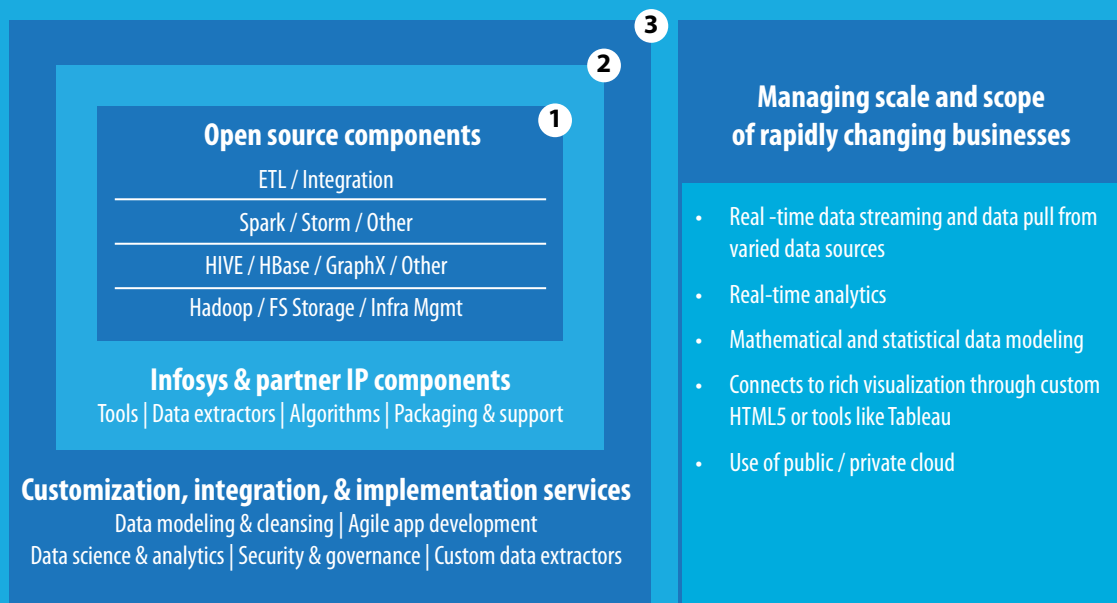 3
2
1
Open source components
ETL / Integration
Spark / Storm / Other
HIVE / HBase / GraphX / Other
Hadoop / FS Storage / Infra Mgmt
Infosys & partner IP components
Tools | Data extractors | Algorithms | Packaging & support
Customization, integration, & implementation services
Data modeling & cleansing | Agile app development
Data science & analytics | Security & governance | Custom data extractors
Managing scale and scope
of rapidly changing businesses
• Real -time data streaming and data pull from
varied data sources
• Real-time analytics
• Mathematical and statistical data modeling
• Connects to rich visualization through custom
HTML5 or tools like Tableau
• Use of public / private cloud